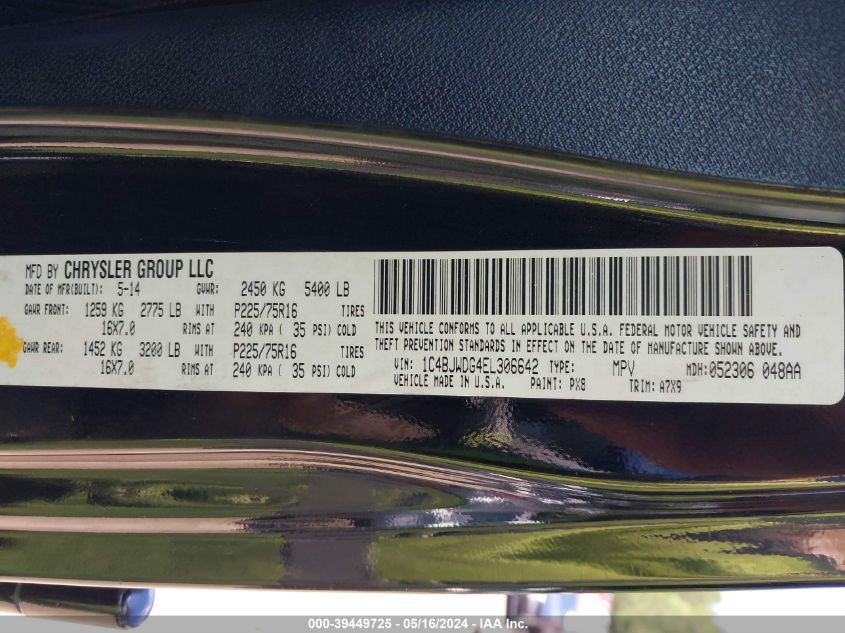 MFD BY CHRYSLER GROUP LLC
DATE OF MFR(BUILT): 5-14 GVWR: 2450 KG 5400 LB
GAWR FRONT: 1259 KG 2775 LB WITH P225/75R16 TIRES
16X7.0 RIMS AT 240 KPA ( 35 PSI) COLD
GAWR REAR: 1452 KG 3200 LB WITH P225/75R16 TIRES
16X7.0 RIMS AT 240 KPA ( 35 PSI) COLD
THIS VEHICLE CONFORMS TO ALL APPLICABLE U.S.A. FEDERAL MOTOR VEHICLE SAFETY AND
THEFT PREVENTION STANDARDS IN EFFECT ON THE DATE OF MANUFACTURE SHOWN ABOVE.
VIN: 1C4BJWDG4EL306642 TYPE: MPV MDH: 052306 048AA
VEHICLE MADE IN U.S.A. PAINT: PX8 TRIM: A7X9
000-39449725 - 05/16/2024 - IAA Inc.